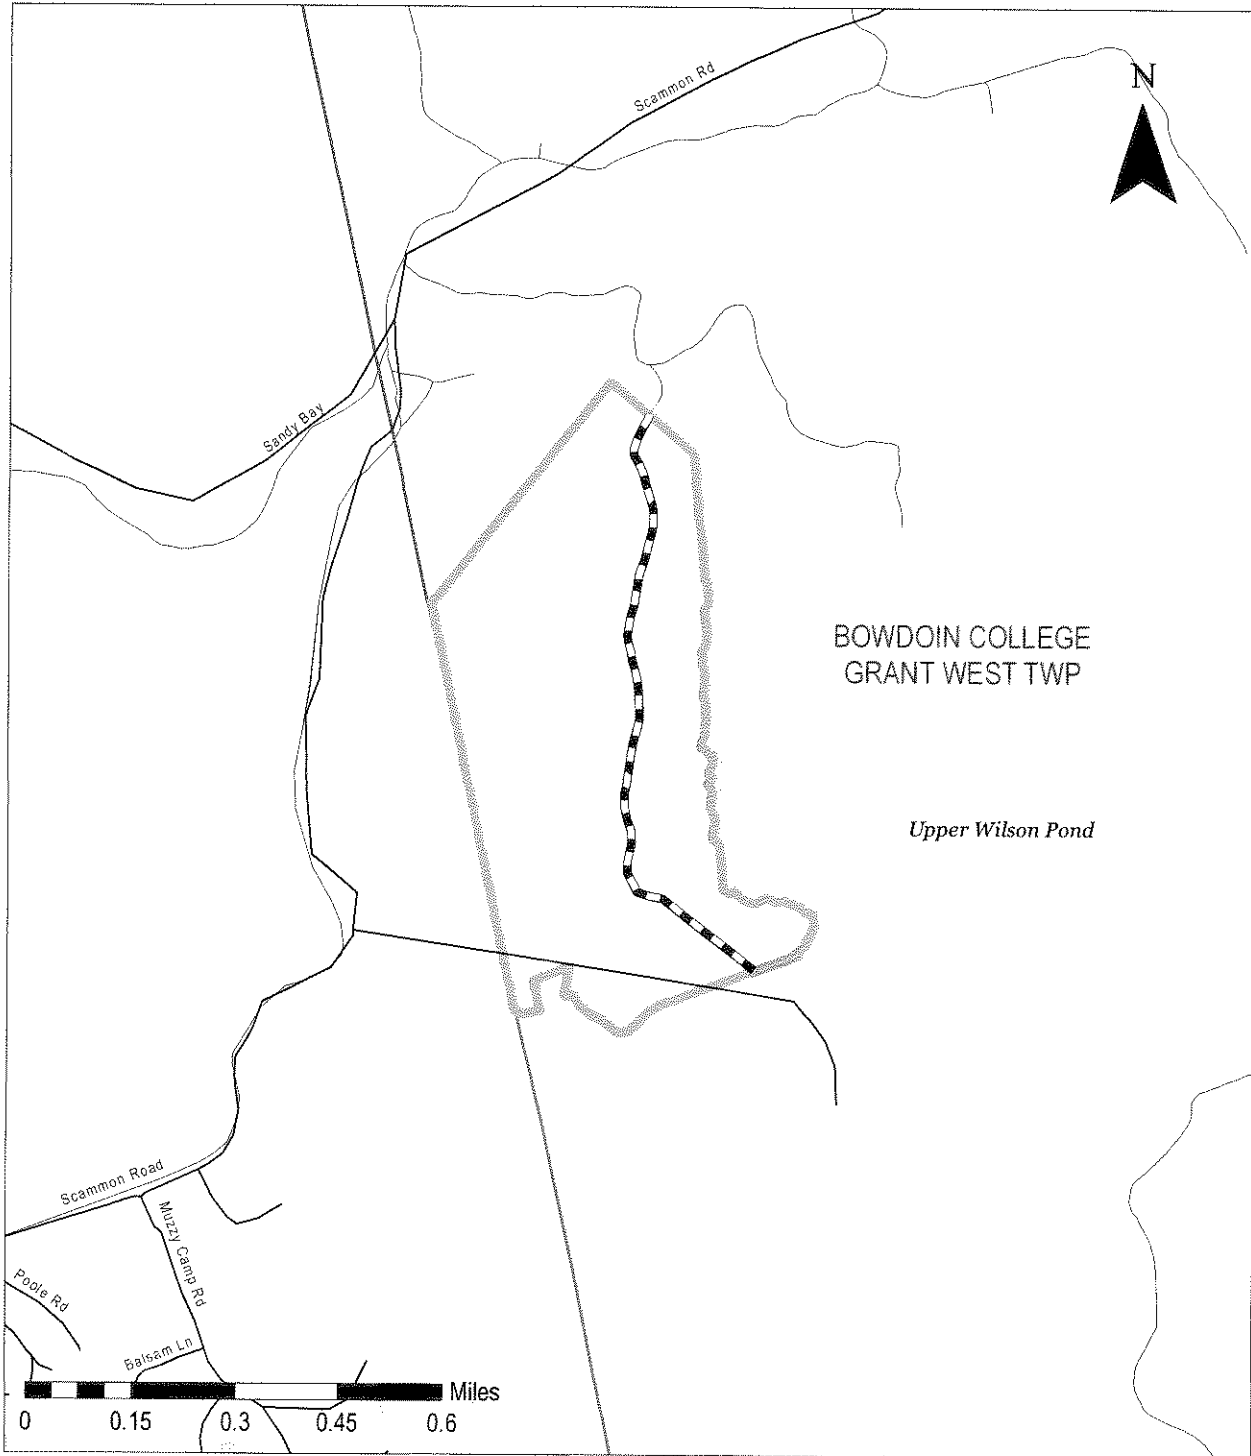 N
Scammon Rd
Sandy Bay
BOWDOIN COLLEGE
GRANT WEST TWP
Upper Wilson Pond
Scammon Road
Muzzy Camp Rd
Poole Rd
Balsam Ln
Miles
0 0.15 0.3 0.45 0.6